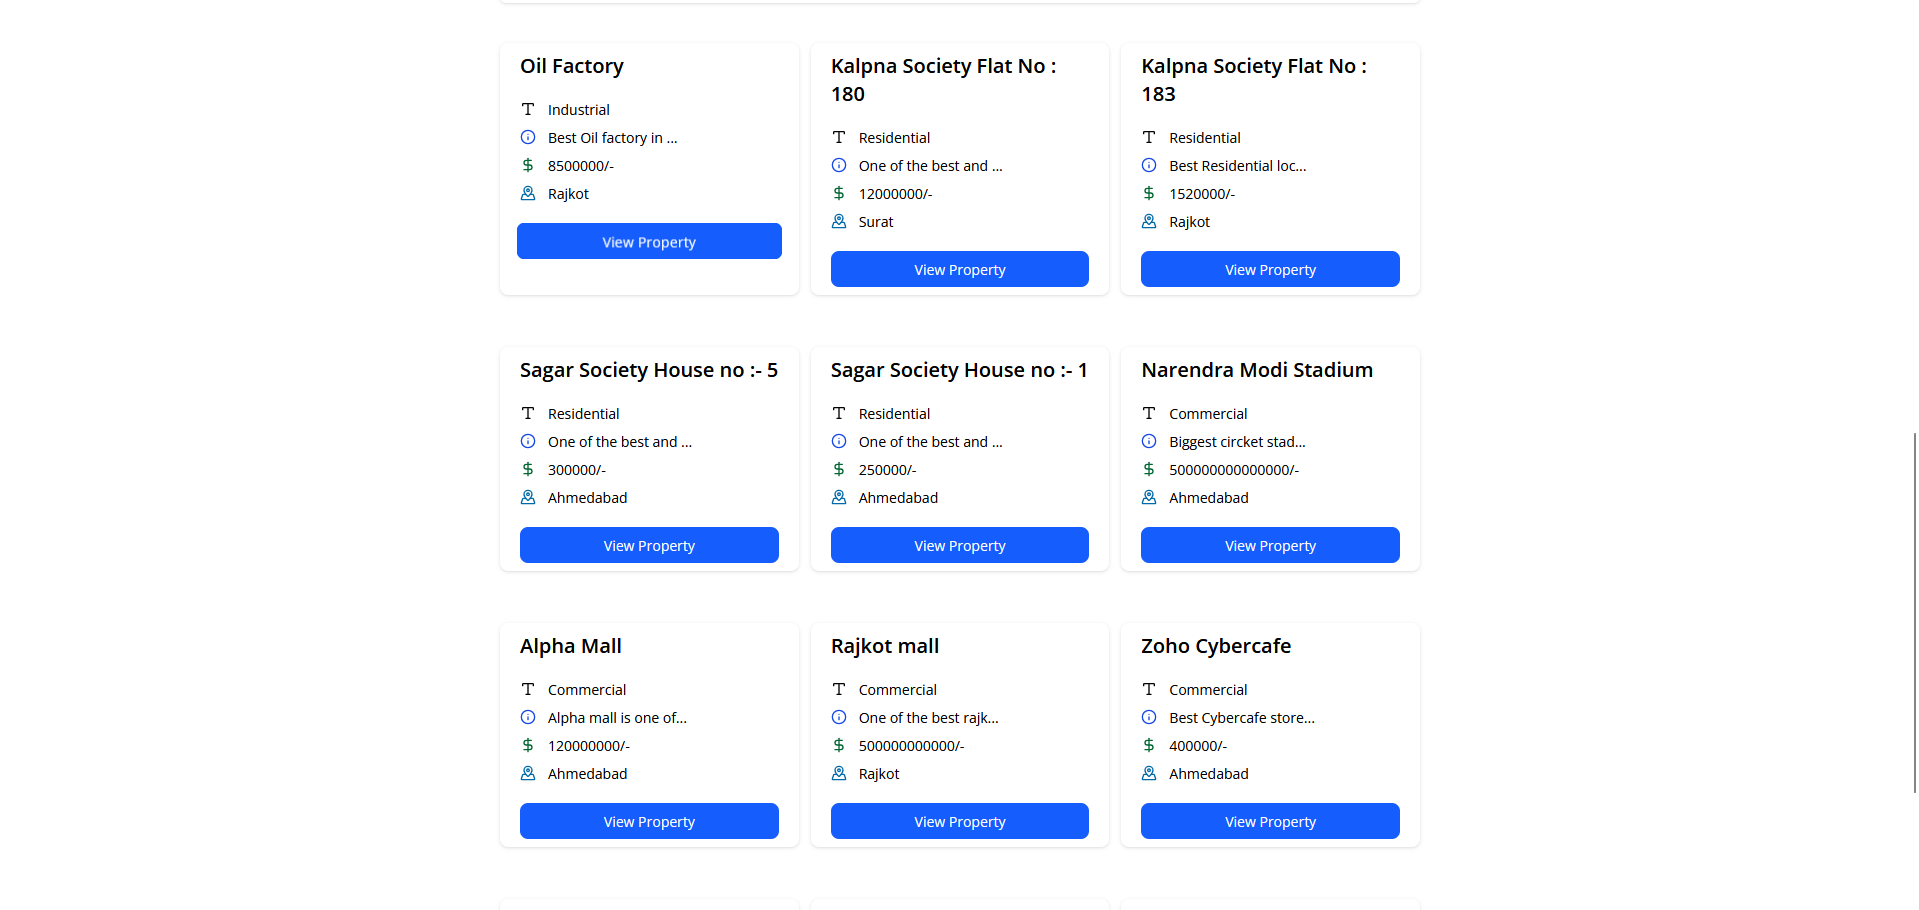 Oil Factory
Industrial
Best Oil factory in ...
8500000/-
Rajkot
View Property
Kalpna Society Flat No :
180
Residential
One of the best and ...
12000000/-
Surat
View Property
Kalpna Society Flat No :
183
Residential
Best Residential loc...
1520000/-
Rajkot
View Property
Sagar Society House no :- 5
Residential
One of the best and ...
300000/-
Ahmedabad
View Property
Sagar Society House no :- 1
Residential
One of the best and ...
250000/-
Ahmedabad
View Property
Narendra Modi Stadium
Commercial
Biggest circket stad...
500000000000000/-
Ahmedabad
View Property
Alpha Mall
Commercial
Alpha mall is one of...
120000000/-
Ahmedabad
View Property
Rajkot mall
Commercial
One of the best rajk...
500000000000/-
Rajkot
View Property
Zoho Cybercafe
Commercial
Best Cybercafe store...
400000/-
Ahmedabad
View Property